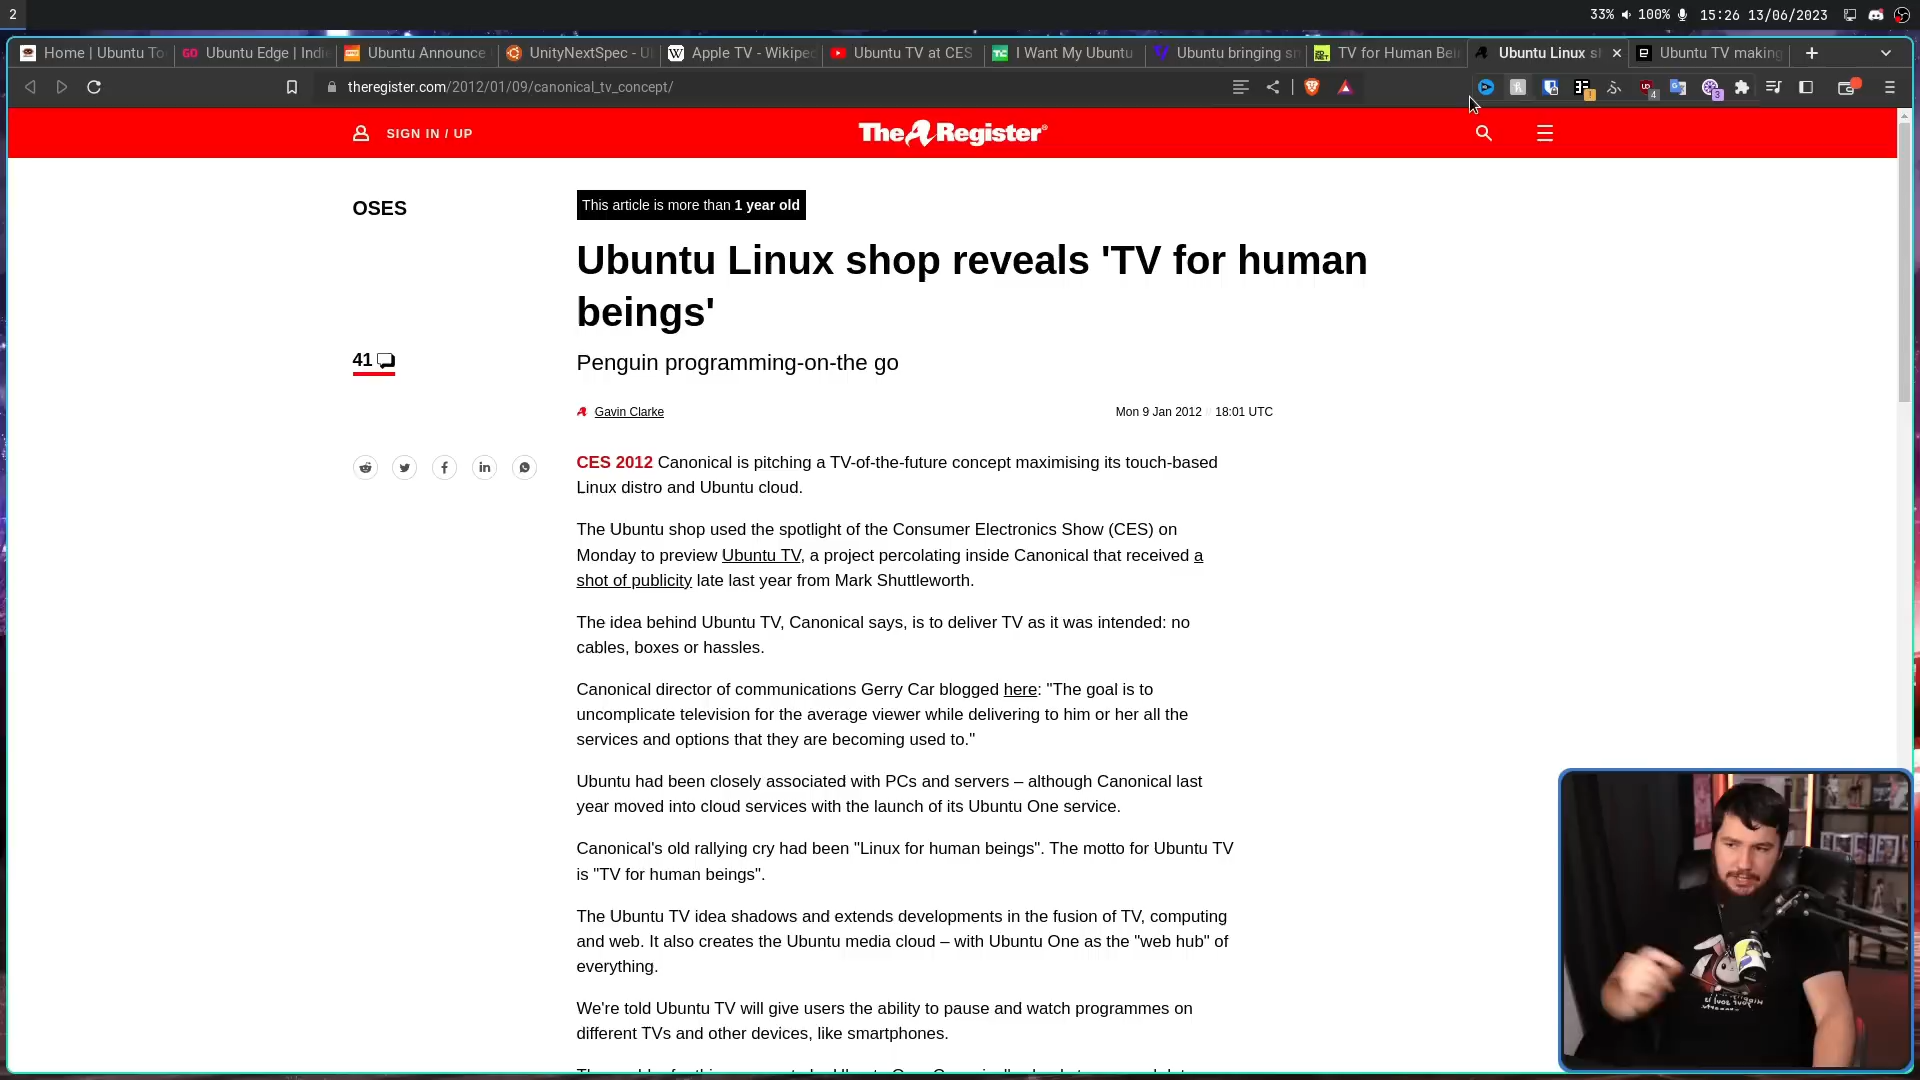 2
33% 100% 15:26 13/06/2023
Home | Ubuntu To
Ubuntu Edge | Indi
Ubuntu Announce
UnityNextSpec - U
Apple TV - Wikiped
Ubuntu TV at CES
I Want My Ubuntu
Ubuntu bringing sm
TV for Human Bei
Ubuntu Linux sh
Ubuntu TV making
theregister.com/2012/01/09/canonical_tv_concept/
SIGN IN / UP
The Register®
OSES
This article is more than 1 year old
Ubuntu Linux shop reveals 'TV for human
beings'
41
Penguin programming-on-the go
Gavin Clarke
Mon 9 Jan 2012 // 18:01 UTC
CES 2012 Canonical is pitching a TV-of-the-future concept maximising its touch-based
Linux distro and Ubuntu cloud.
The Ubuntu shop used the spotlight of the Consumer Electronics Show (CES) on
Monday to preview Ubuntu TV, a project percolating inside Canonical that received a
shot of publicity late last year from Mark Shuttleworth.
The idea behind Ubuntu TV, Canonical says, is to deliver TV as it was intended: no
cables, boxes or hassles.
Canonical director of communications Gerry Car blogged here: "The goal is to
uncomplicate television for the average viewer while delivering to him or her all the
services and options that they are becoming used to."
Ubuntu had been closely associated with PCs and servers – although Canonical last
year moved into cloud services with the launch of its Ubuntu One service.
Canonical's old rallying cry had been "Linux for human beings". The motto for Ubuntu TV
is "TV for human beings".
The Ubuntu TV idea shadows and extends developments in the fusion of TV, computing
and web. It also creates the Ubuntu media cloud – with Ubuntu One as the "web hub" of
everything.
We're told Ubuntu TV will give users the ability to pause and watch programmes on
different TVs and other devices, like smartphones.